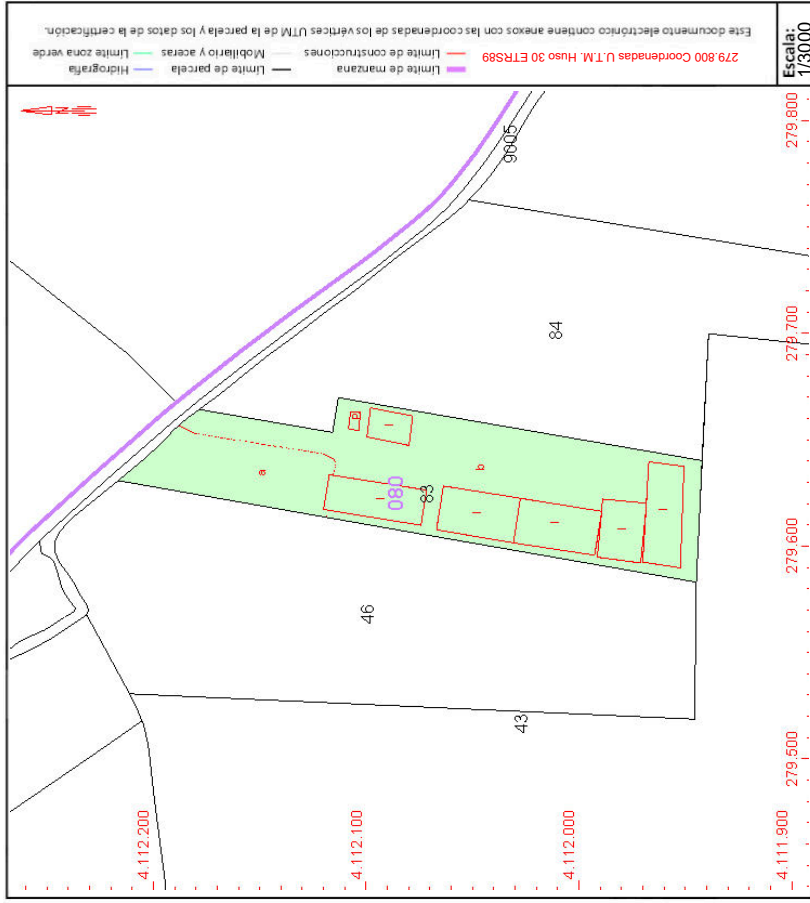 Este documento electrónico contiene anexos con las coordenadas de los vértices UTM de la parcela y los datos de la certificación.
Límite de manzana
Límite de parcela
Hidrografía
Límite de construcciones
Mobiliario y aceras
Límite zona verde
279.800 Coordenadas U.T.M. Huso 30 ETRS89
Escala:
1/3000
279.800
279.700
279.600
279.500
4.112.200
4.112.100
4.112.000
4.111.900
9005
84
a
p
I
b
080
83
I
I
I
I
I
46
43